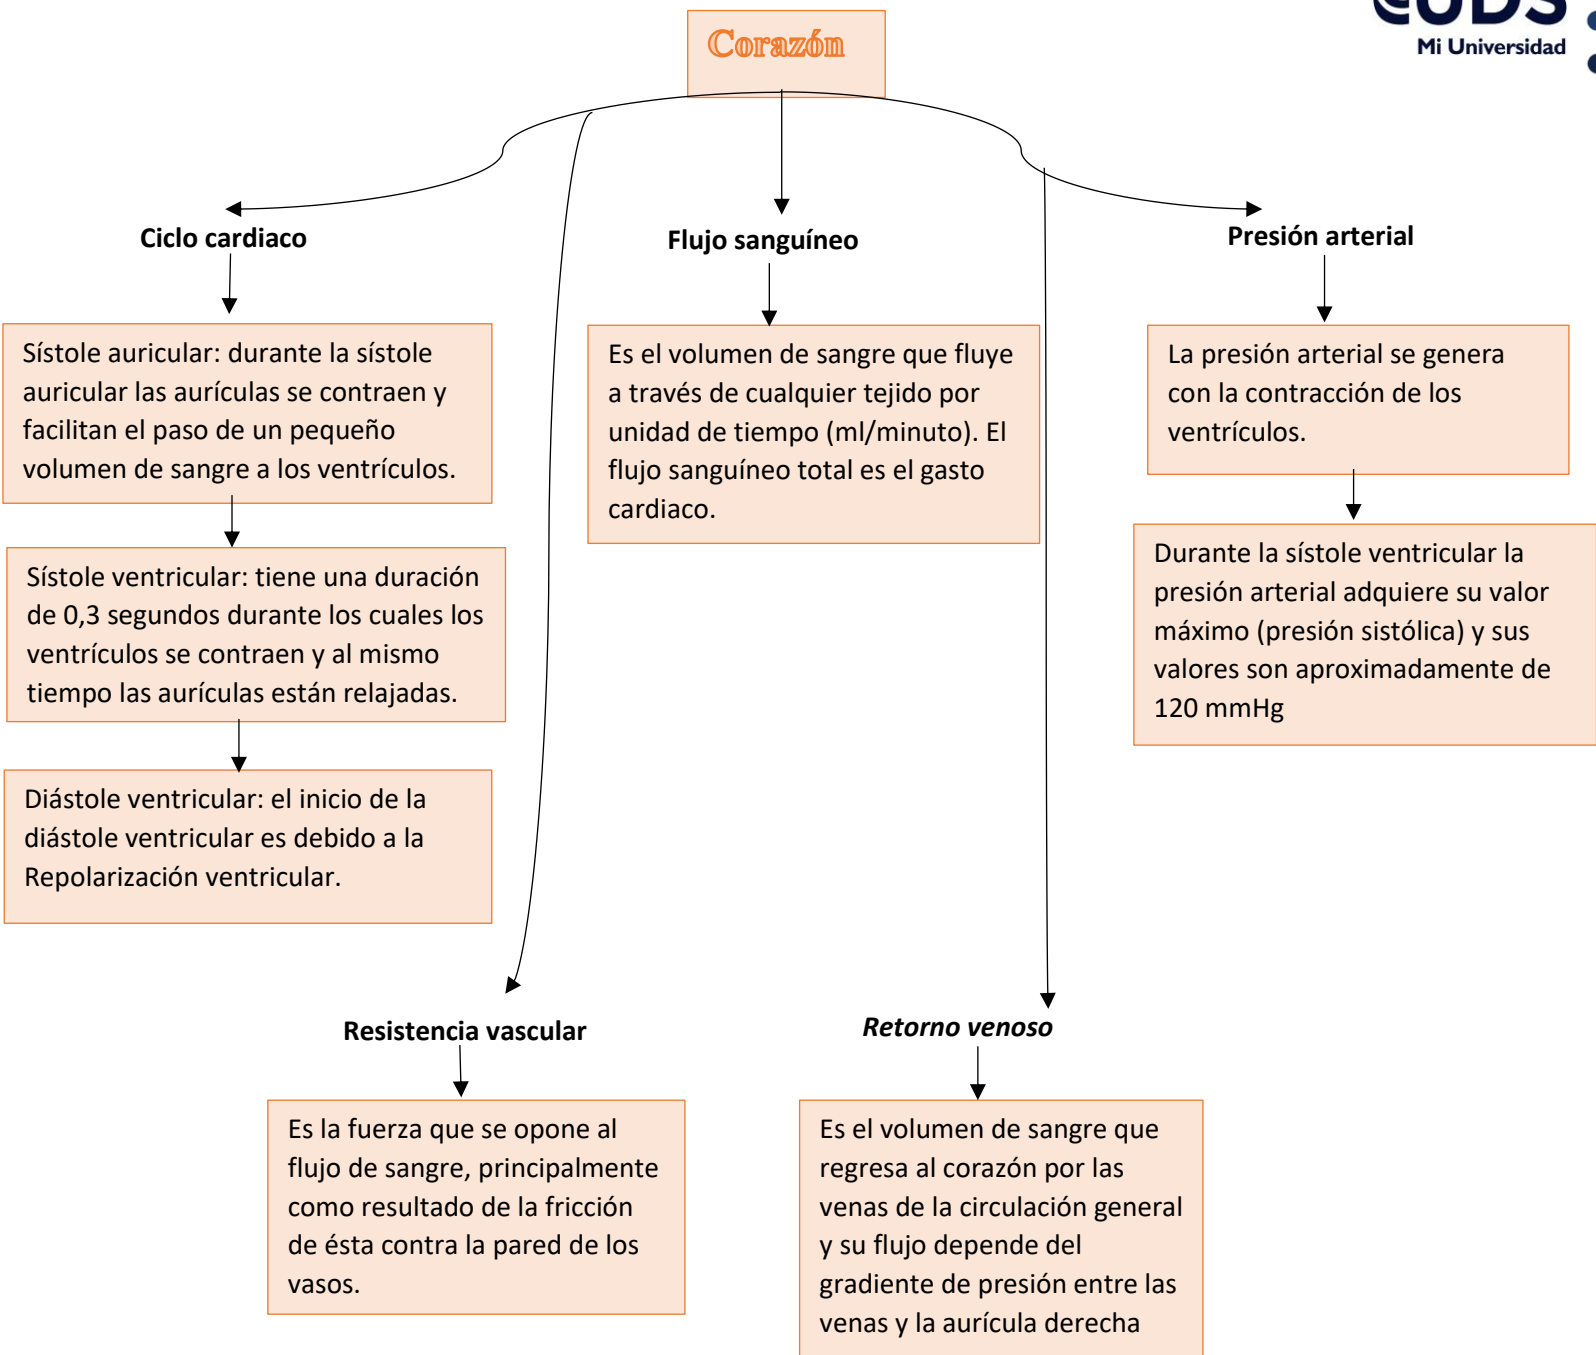 Corazón
UDS
Mi Universidad
Ciclo cardiaco
Sístole auricular: durante la sístole
auricular las aurículas se contraen y
facilitan el paso de un pequeño
volumen de sangre a los ventrículos.
Sístole ventricular: tiene una duración
de 0,3 segundos durante los cuales los
ventrículos se contraen y al mismo
tiempo las aurículas están relajadas.
Diástole ventricular: el inicio de la
diástole ventricular es debido a la
Repolarización ventricular.
Flujo sanguíneo
Es el volumen de sangre que fluye
a través de cualquier tejido por
unidad de tiempo (ml/minuto). El
flujo sanguíneo total es el gasto
cardiaco.
Presión arterial
La presión arterial se genera
con la contracción de los
ventrículos.
Durante la sístole ventricular la
presión arterial adquiere su valor
máximo (presión sistólica) y sus
valores son aproximadamente de
120 mmHg
Resistencia vascular
Es la fuerza que se opone al
flujo de sangre, principalmente
como resultado de la fricción
de ésta contra la pared de los
vasos.
Retorno venoso
Es el volumen de sangre que
regresa al corazón por las
venas de la circulación general
y su flujo depende del
gradiente de presión entre las
venas y la aurícula derecha